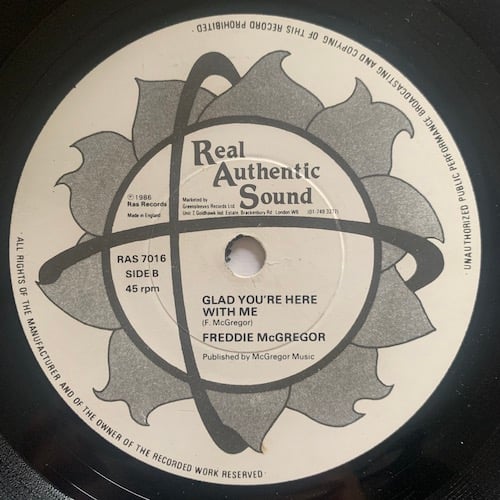 UNAUTHORIZED PUBLIC PERFORMANCE BROADCASTING AND COPYING OF THIS RECORD PROHIBITED ·
Real
Authentic
Sound
℗ 1986
Ras Records
Made in England
Marketed by
Greensleeves Records Ltd.
Unit 7 Goldhawk Ind. Estate, Brackenbury Rd, London W6 (01-749 3277)
RAS 7016
SIDE B
45 rpm
GLAD YOU'RE HERE
WITH ME
(F. McGregor)
FREDDIE McGREGOR
Published by McGregor Music
· ALL RIGHTS OF THE MANUFACTURER AND OF THE OWNER OF THE RECORDED WORK RESERVED ·